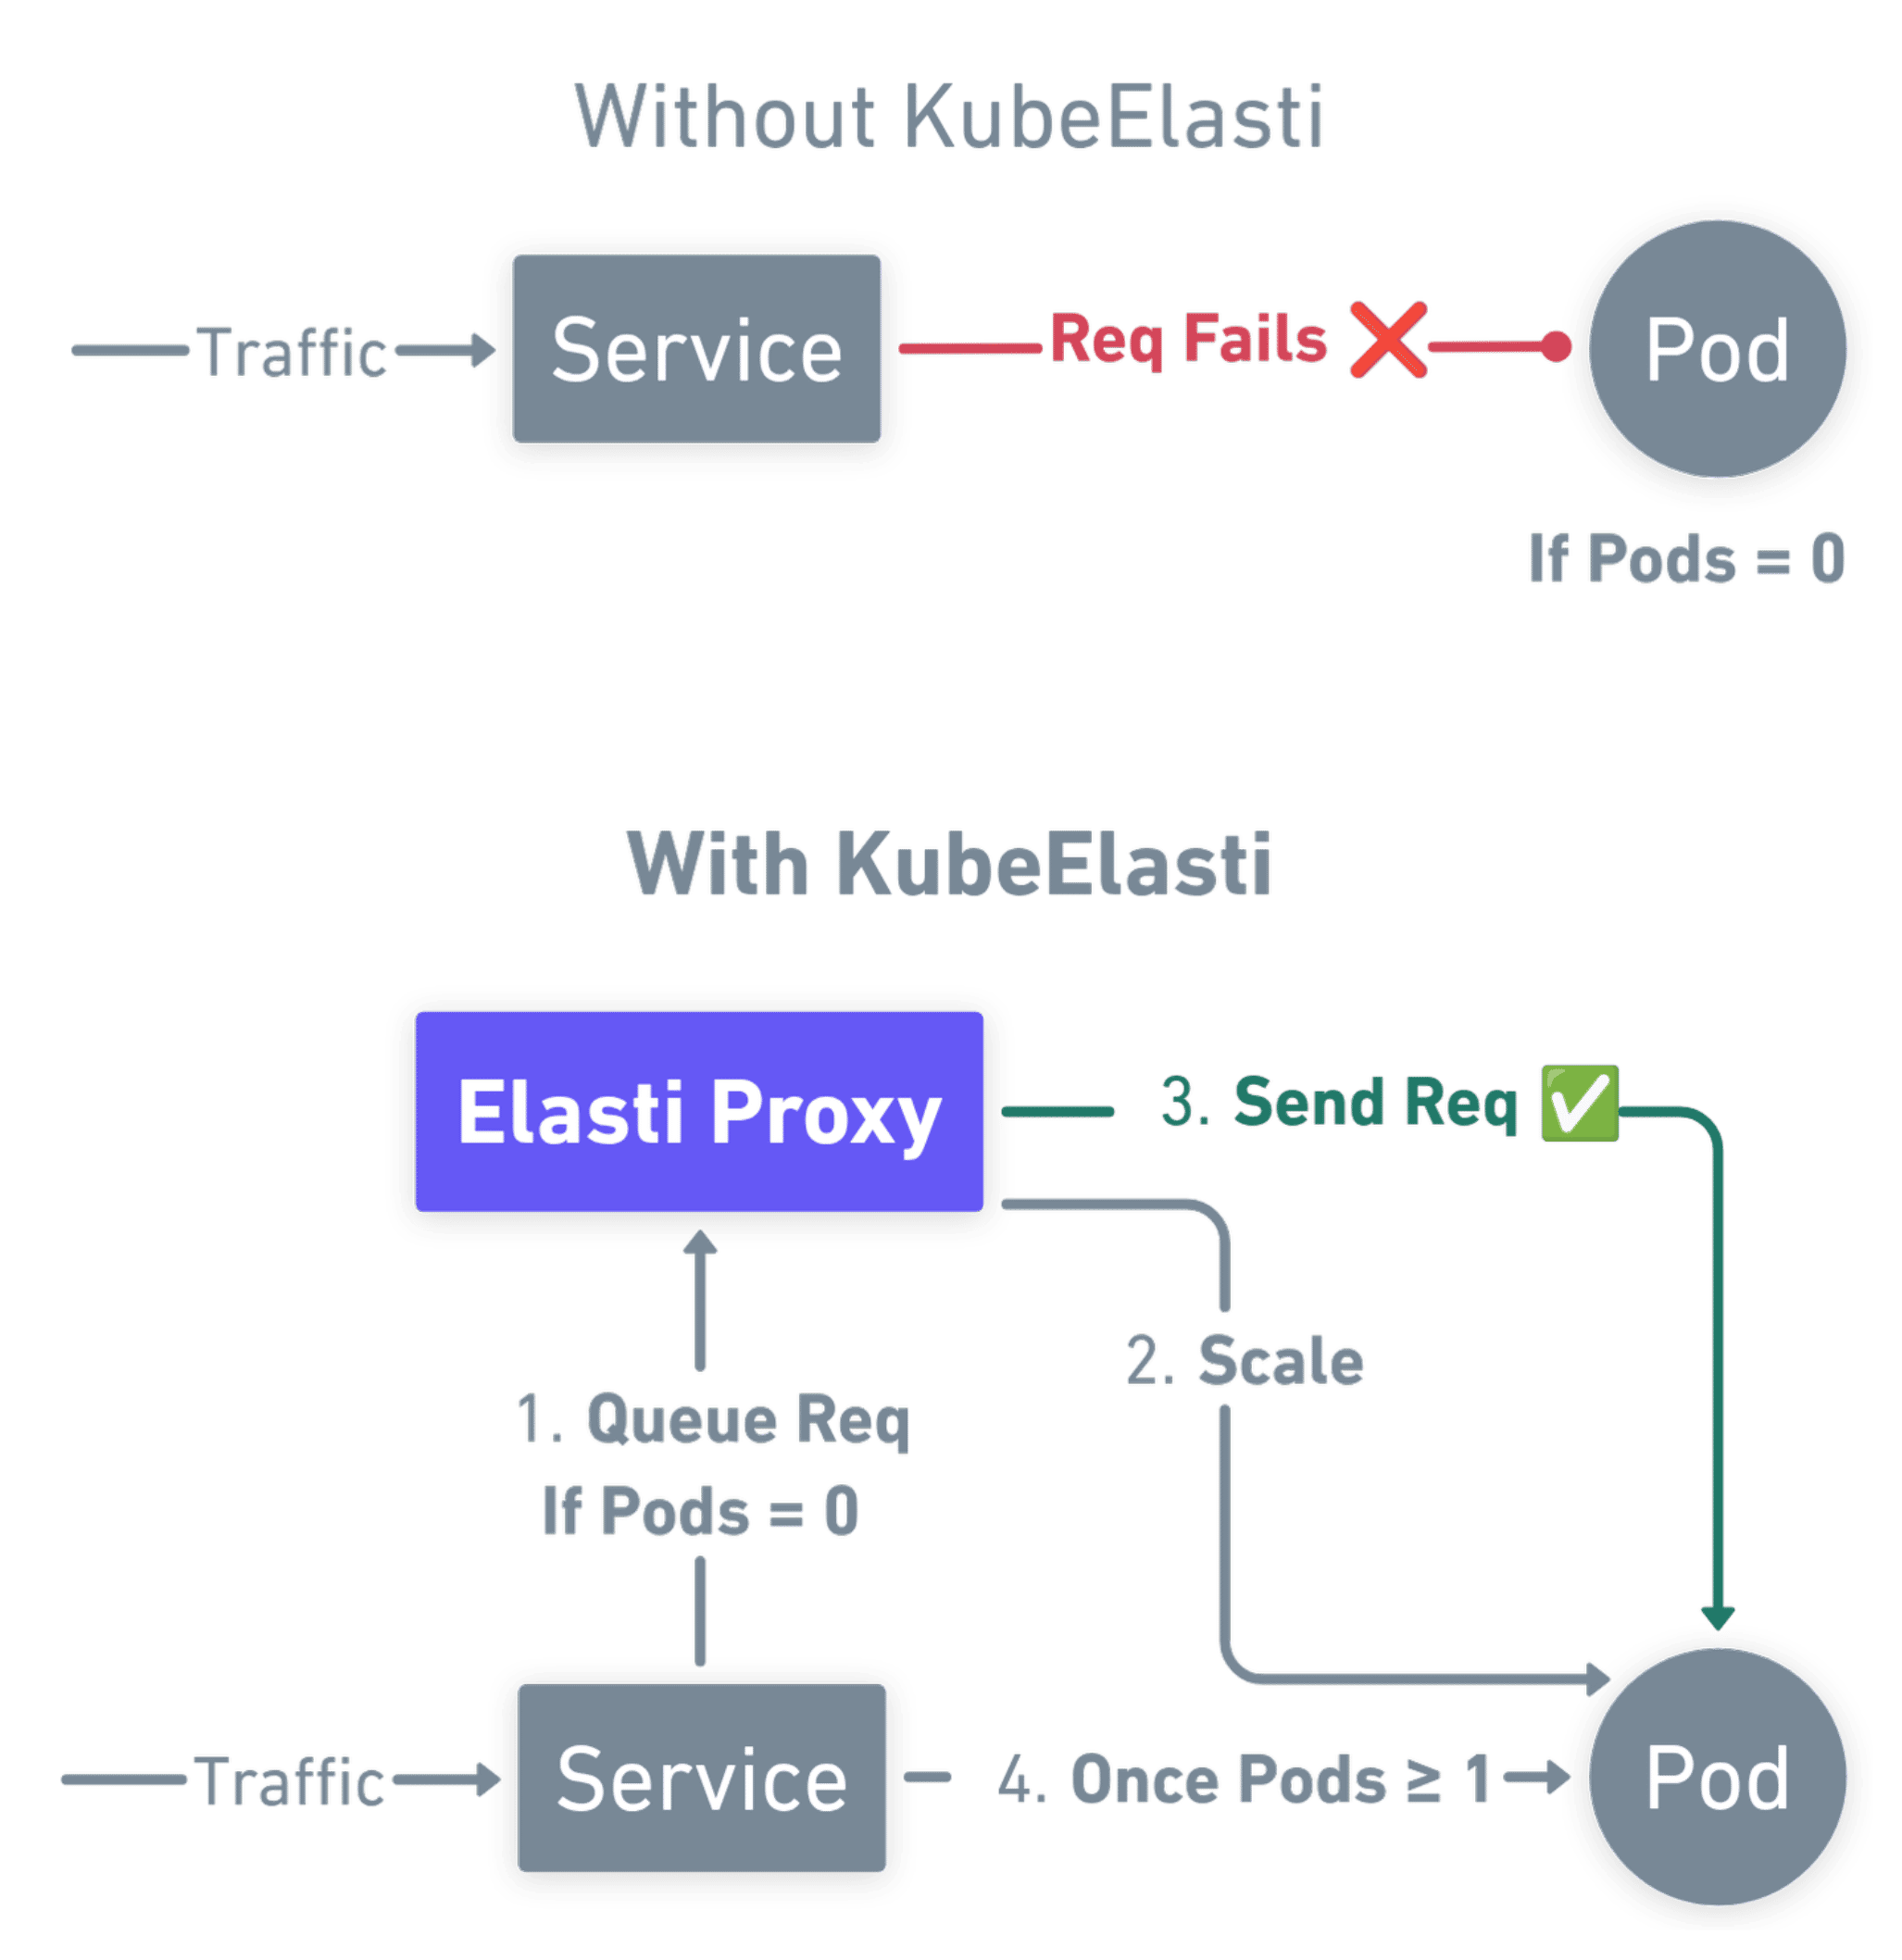 Without KubeElasti
Traffic
Service
Req Fails ❌
Pod
If Pods = 0
With KubeElasti
Elasti Proxy
3. Send Req ✅
2. Scale
1. Queue Req
If Pods = 0
Traffic
Service
4. Once Pods ≥ 1
Pod